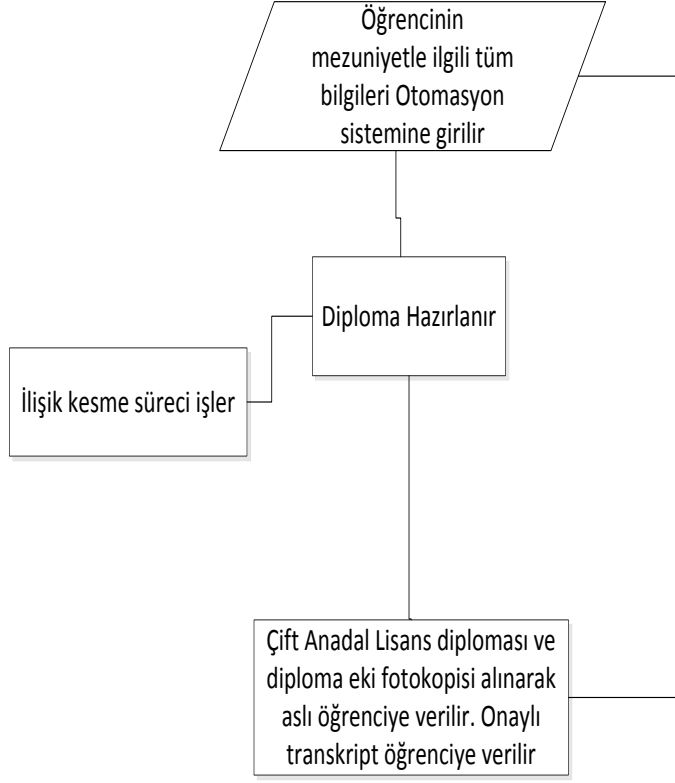 Öğrencinin
mezuniyetle ilgili tüm
bilgileri Otomasyon
sistemine girilir
Diploma Hazırlanır
İlişik kesme süreci işler
Çift Anadal Lisans diploması ve
diploma eki fotokopisi alınarak
aslı öğrenciye verilir. Onaylı
transkript öğrenciye verilir